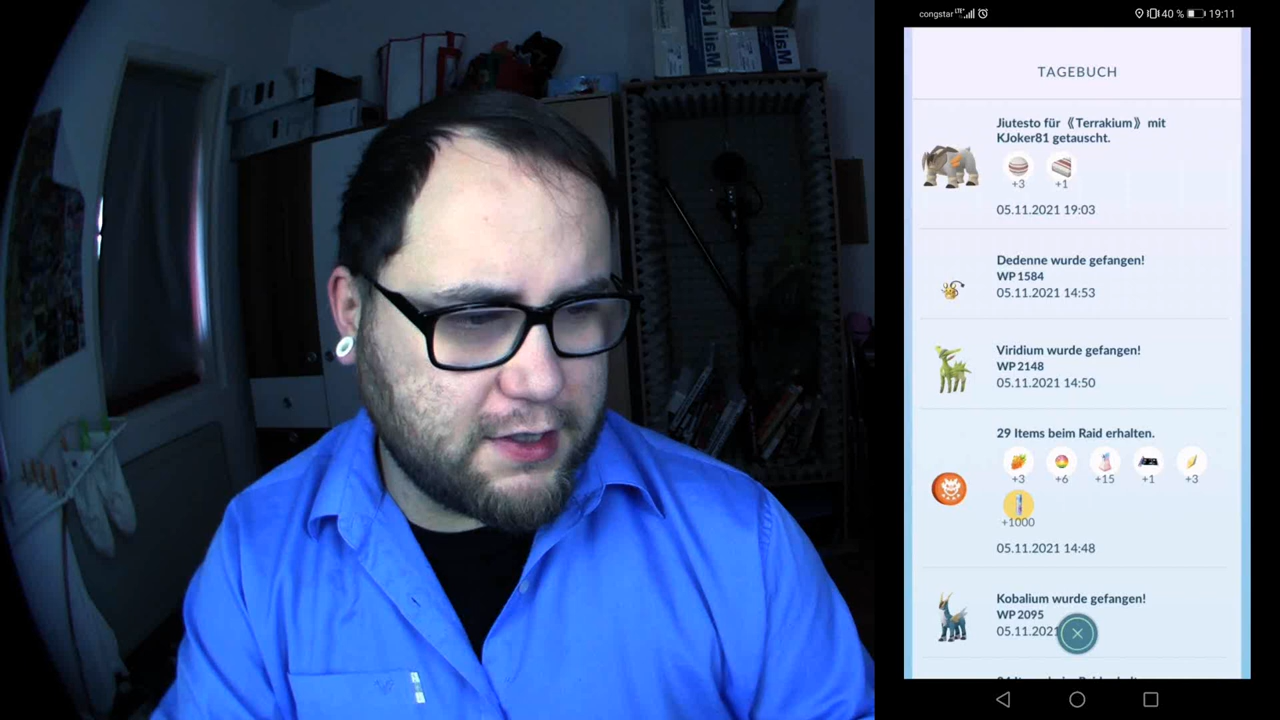 congstar LTE
40 % 19:11
TAGEBUCH
Jiutesto für 《Terrakium》 mit
KJoker81 getauscht.
+3 +1
05.11.2021 19:03
Dedenne wurde gefangen!
WP 1584
05.11.2021 14:53
Viridium wurde gefangen!
WP 2148
05.11.2021 14:50
29 Items beim Raid erhalten.
+3 +6 +15 +1 +3
+1000
05.11.2021 14:48
Kobalium wurde gefangen!
WP 2095
05.11.2021
Mail
Mail